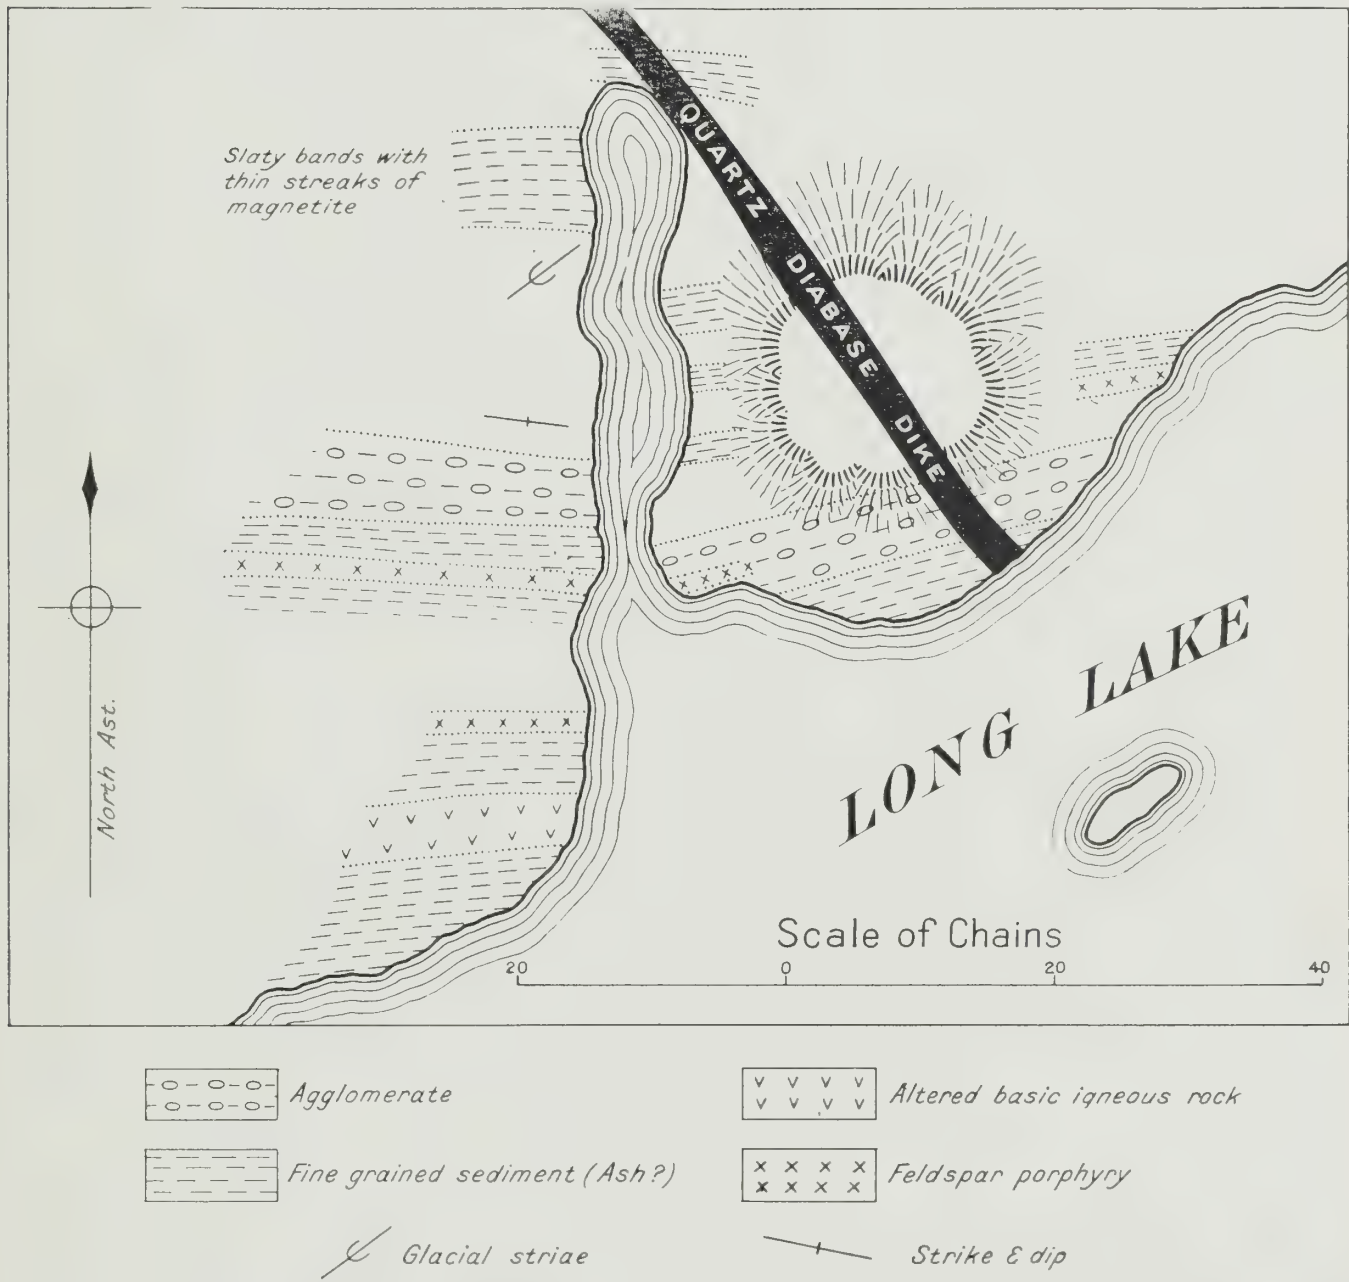 QUARTZ DIABASE DIKE
Slaty bands with
thin streaks of
magnetite
North Ast.
LONG LAKE
Scale of Chains
20 0 20 40
Agglomerate
Altered basic igneous rock
Fine grained sediment (Ash?)
Feldspar porphyry
Glacial striae
Strike & dip